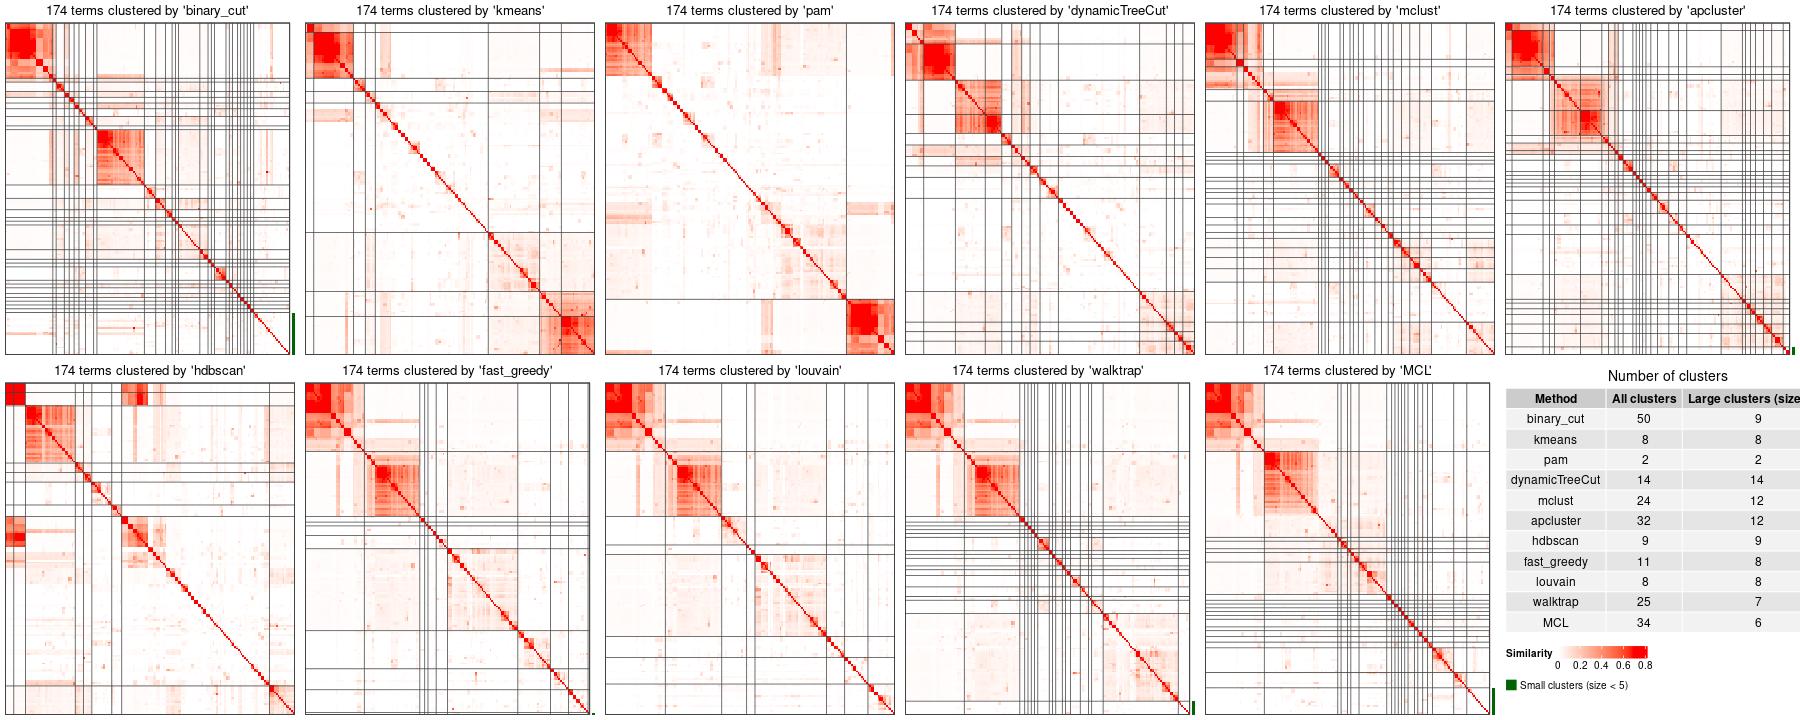 174 terms clustered by 'binary_cut'
174 terms clustered by 'kmeans'
174 terms clustered by 'pam'
174 terms clustered by 'dynamicTreeCut'
174 terms clustered by 'mclust'
174 terms clustered by 'apcluster'
174 terms clustered by 'hdbscan'
174 terms clustered by 'fast_greedy'
174 terms clustered by 'louvain'
174 terms clustered by 'walktrap'
174 terms clustered by 'MCL'
Number of clusters
Method All clusters Large clusters (size
binary_cut 50 9
kmeans 8 8
pam 2 2
dynamicTreeCut 14 14
mclust 24 12
apcluster 32 12
hdbscan 9 9
fast_greedy 11 8
louvain 8 8
walktrap 25 7
MCL 34 6
Similarity
0 0.2 0.4 0.6 0.8
Small clusters (size < 5)